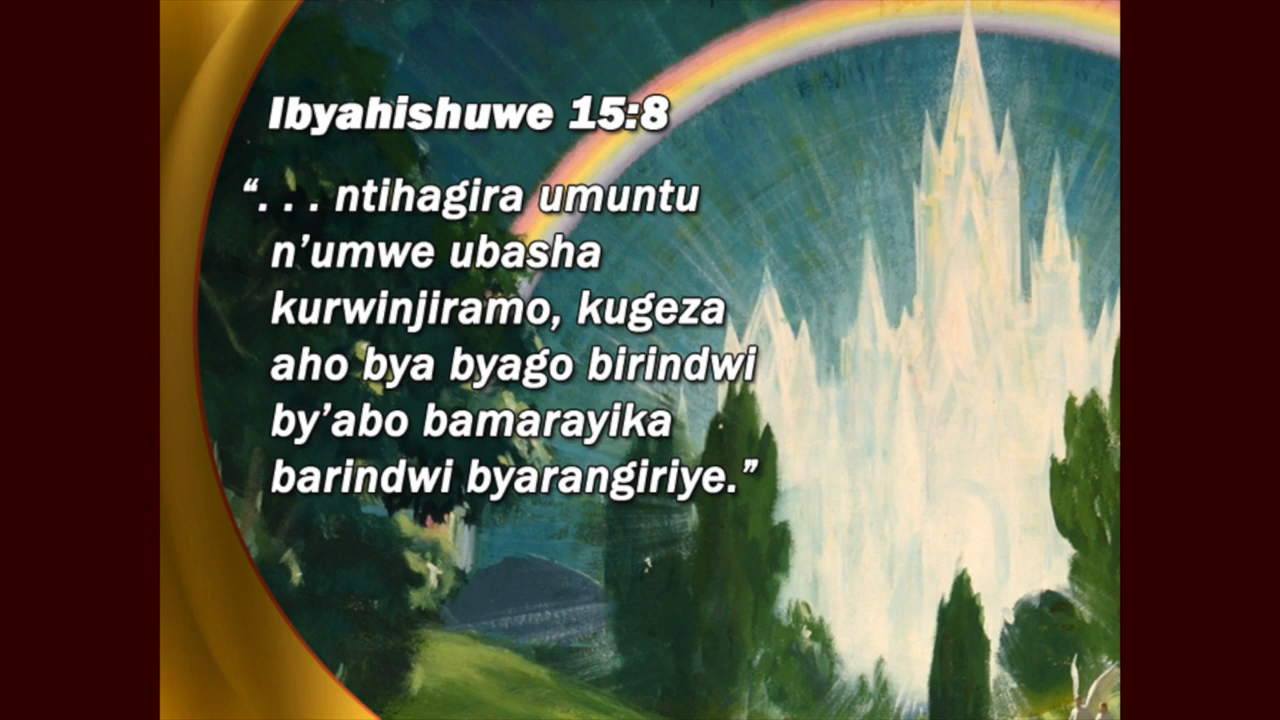 Ibyahishuwe 15:8
“. . . ntihagira umuntu
n’umwe ubasha
kurwinjiramo, kugeza
aho bya byago birindwi
by’abo bamarayika
barindwi byarangiriye.”